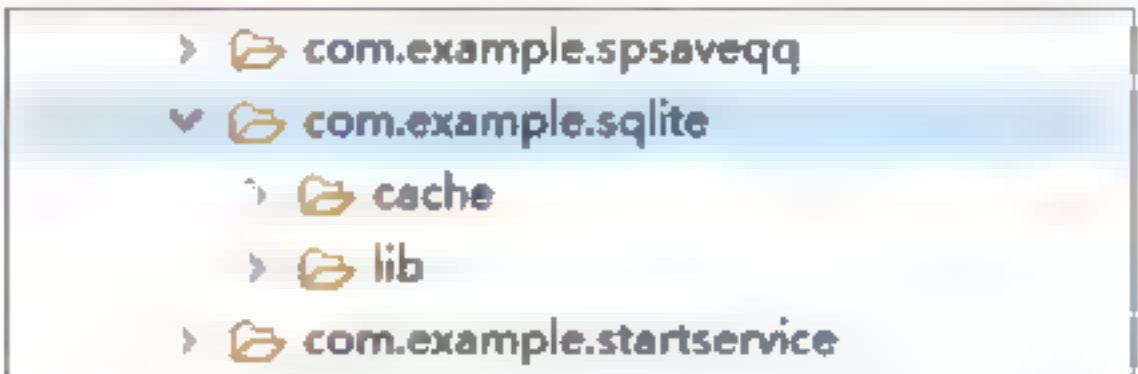 com.example.spsaveqq
com.example.sqlite
cache
lib
com.example.startservice